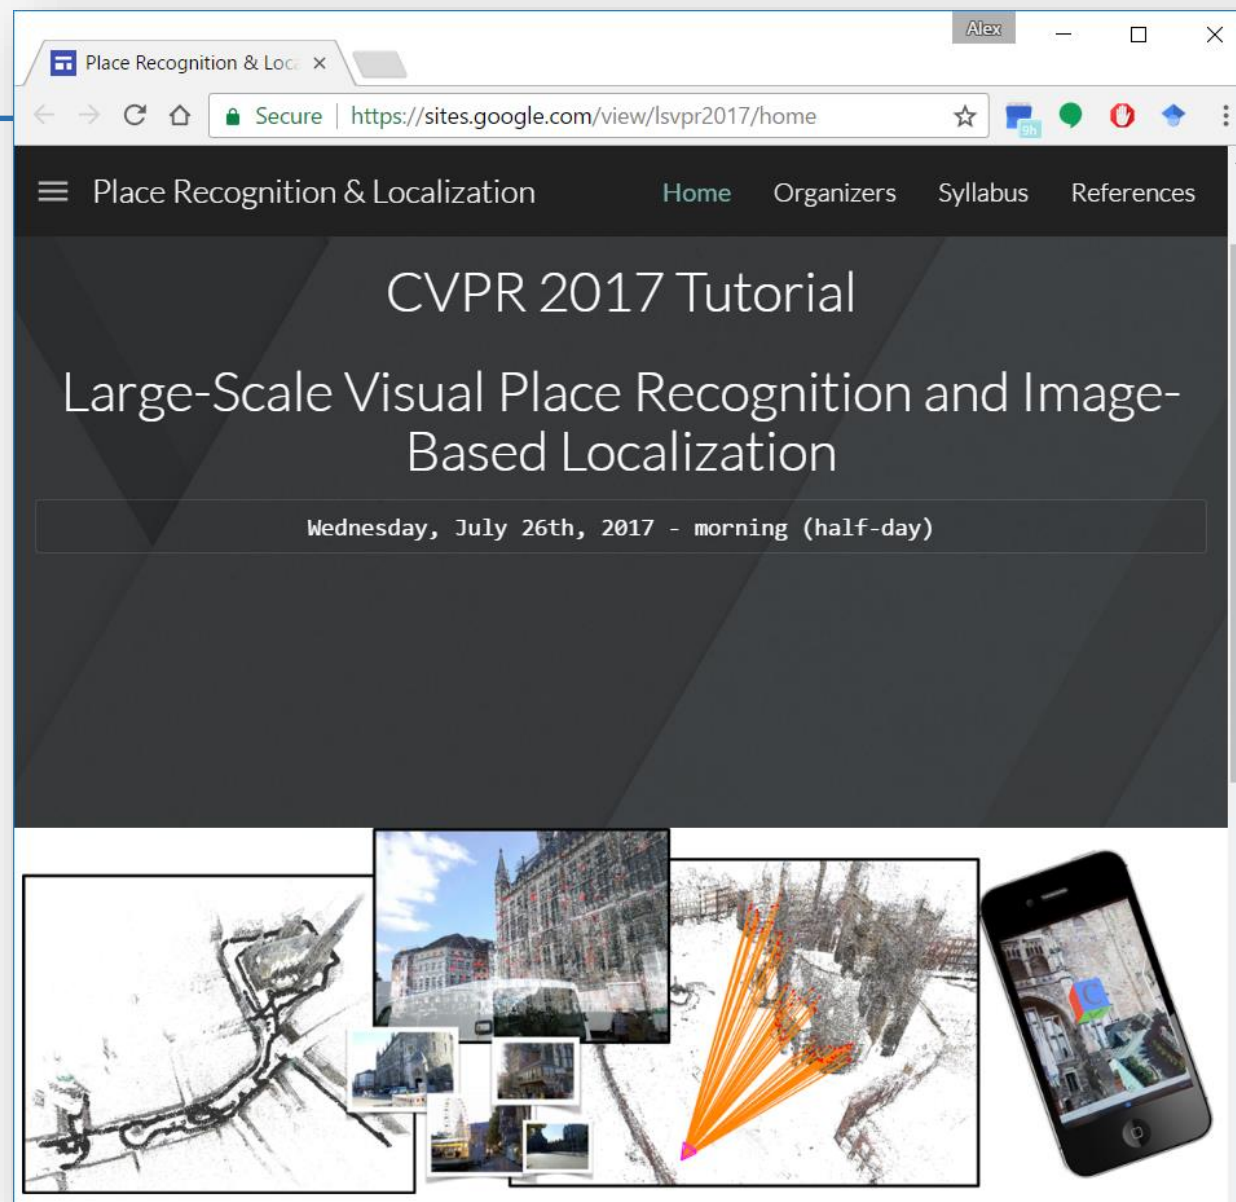 Alex
Place Recognition & Loc
Secure | https://sites.google.com/view/lsvpr2017/home
9h
Place Recognition & Localization Home Organizers Syllabus References
CVPR 2017 Tutorial
Large-Scale Visual Place Recognition and Image-
Based Localization
Wednesday, July 26th, 2017 - morning (half-day)
C